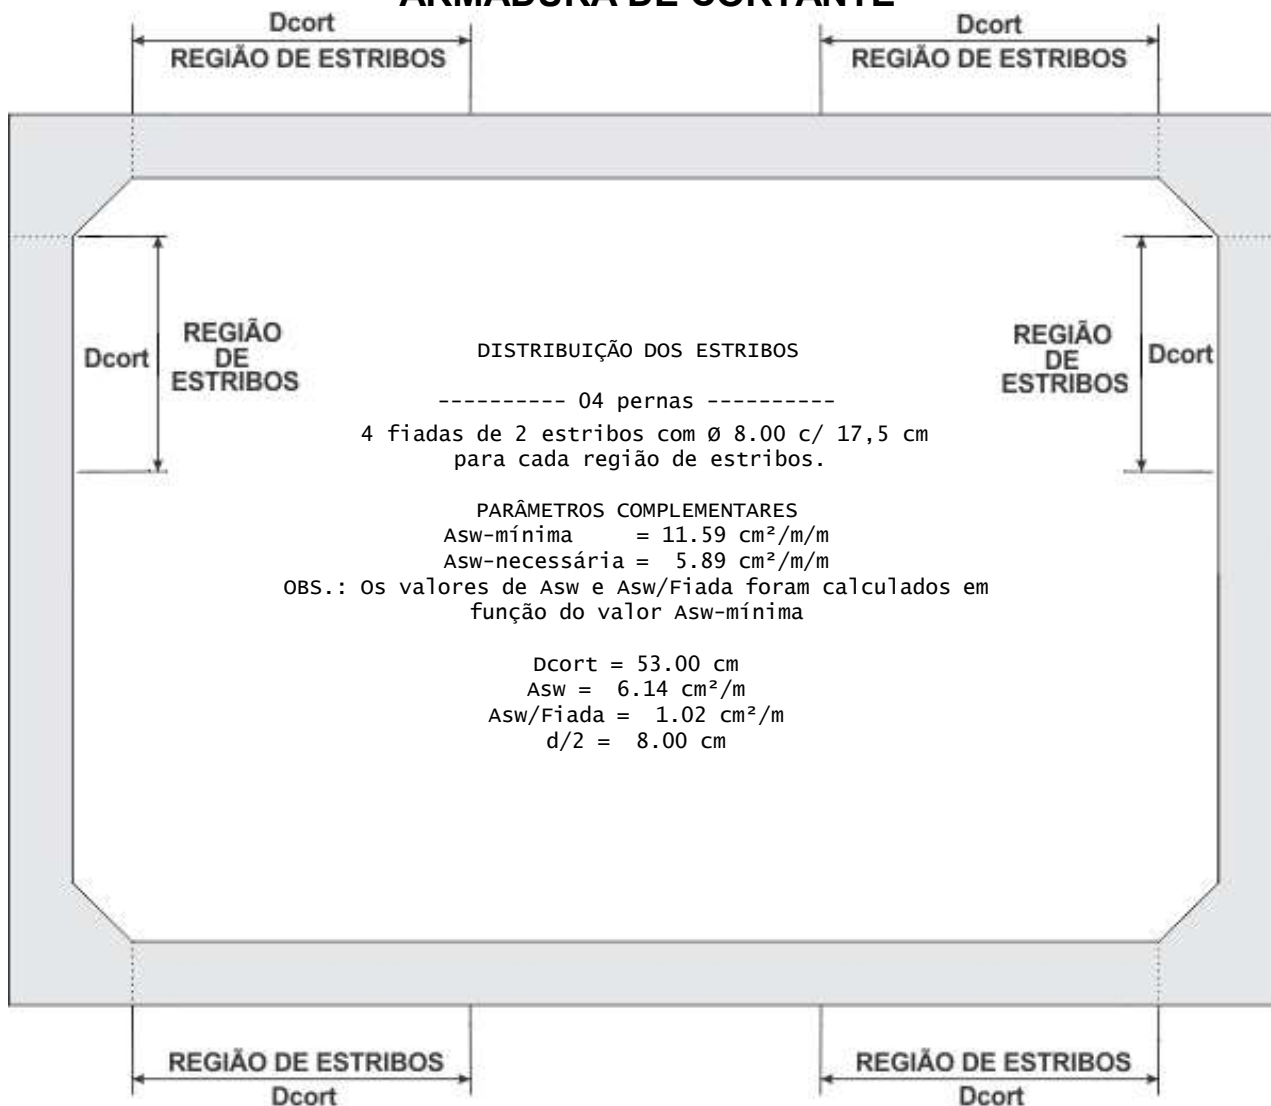 ARMADURA DE CORTANTE
Dcort
REGIÃO DE ESTRIBOS
Dcort
REGIÃO DE ESTRIBOS
Dcort
REGIÃO
DE
ESTRIBOS
REGIÃO
DE
ESTRIBOS
Dcort
DISTRIBUIÇÃO DOS ESTRIBOS
---------- 04 pernas ----------
4 fiadas de 2 estribos com Ø 8.00 c/ 17,5 cm
para cada região de estribos.
PARÂMETROS COMPLEMENTARES
Asw-mínima = 11.59 cm²/m/m
Asw-necessária = 5.89 cm²/m/m
OBS.: Os valores de Asw e Asw/Fiada foram calculados em
função do valor Asw-mínima
Dcort = 53.00 cm
Asw = 6.14 cm²/m
Asw/Fiada = 1.02 cm²/m
d/2 = 8.00 cm
REGIÃO DE ESTRIBOS
Dcort
REGIÃO DE ESTRIBOS
Dcort